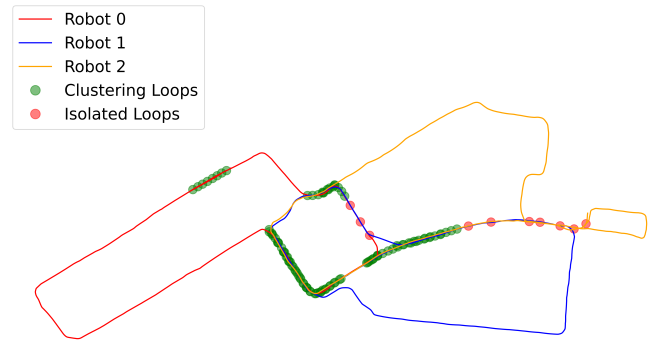 Robot 0
Robot 1
Robot 2
Clustering Loops
Isolated Loops